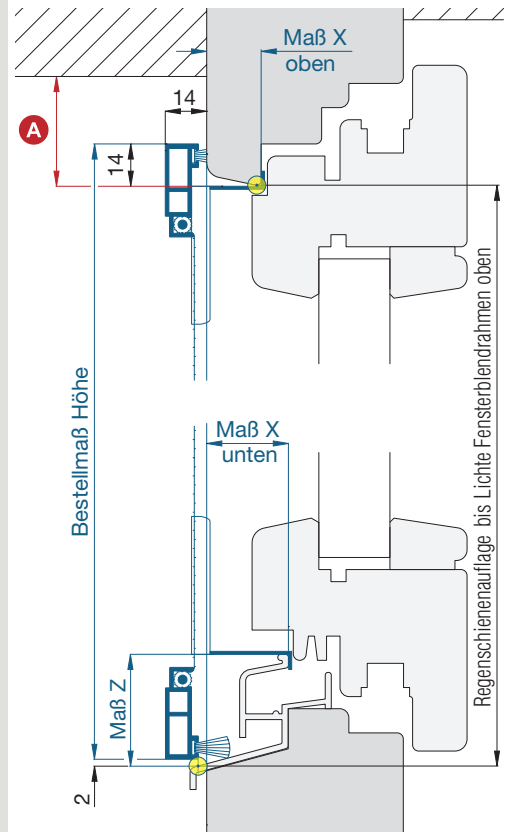 Maß X
oben
14
A
14
Bestellmaß Höhe
Regenschienenauflage bis Lichte Fensterblendrahmen oben
Maß X
unten
Maß Z
2